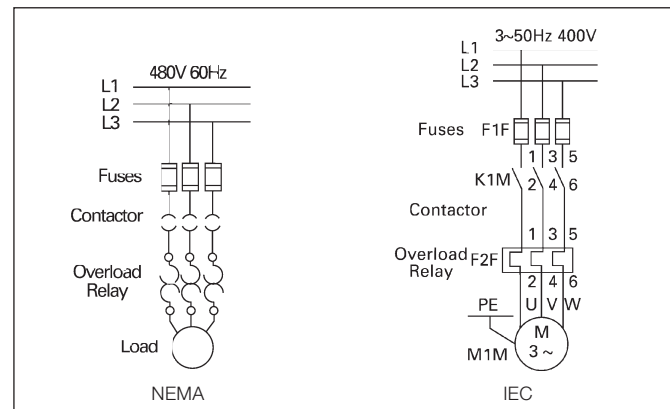 480V 60Hz
L1
L2
L3
Fuses
Contactor
Overload
Relay
Load
NEMA
3~50Hz 400V
L1
L2
L3
Fuses F1F
1 3 5
K1M
2 4 6
Contactor
1 3 5
Overload
Relay
F2F
2 4 6
PE
U V W
M
3 ~
M1M
IEC